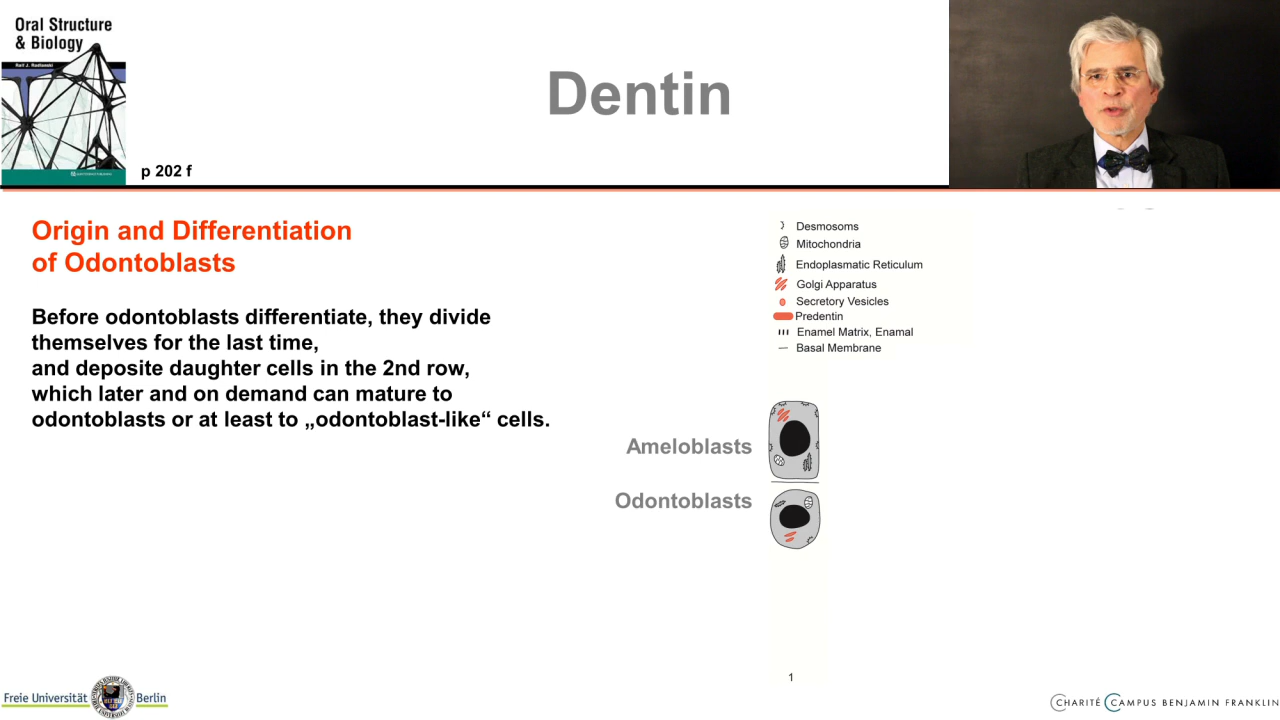 Oral Structure
& Biology
Ralf J. Radlanski
p 202 f
Dentin
Origin and Differentiation
of Odontoblasts
Before odontoblasts differentiate, they divide
themselves for the last time,
and deposite daughter cells in the 2nd row,
which later and on demand can mature to
odontoblasts or at least to „odontoblast-like“ cells.
Desmosoms
Mitochondria
Endoplasmatic Reticulum
Golgi Apparatus
Secretory Vesicles
Predentin
Enamel Matrix, Enamal
Basal Membrane
Ameloblasts
Odontoblasts
1
Freie Universität Berlin
CHARITÉ CAMPUS BENJAMIN FRANKLIN